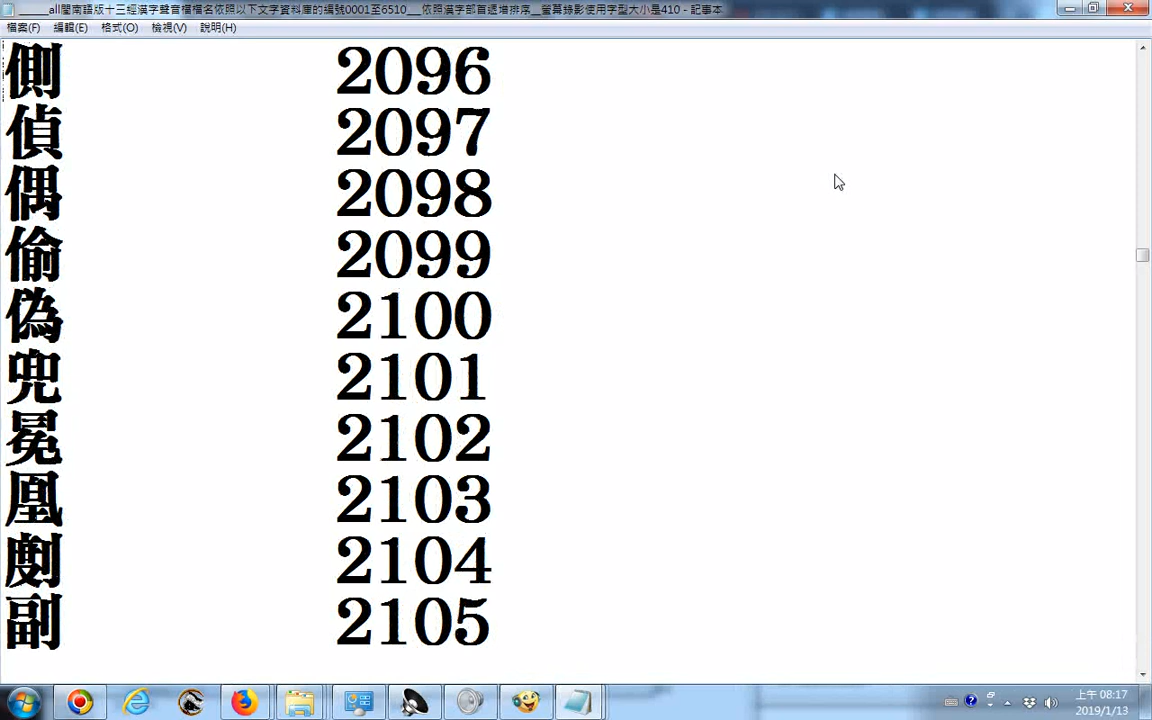 _____all閩南語版十三經漢字聲音檔檔名依照以下文字資料庫的編號0001至6510___依照漢字部首遞增排序__螢幕錄影使用字型大小是410 - 記事本
檔案(F) 編輯(E) 格式(O) 檢視(V) 說明(H)
側 2096
偵 2097
偶 2098
偷 2099
偽 2100
兜 2101
冕 2102
凰 2103
剫 2104
副 2105
上午 08:17
2019/1/13